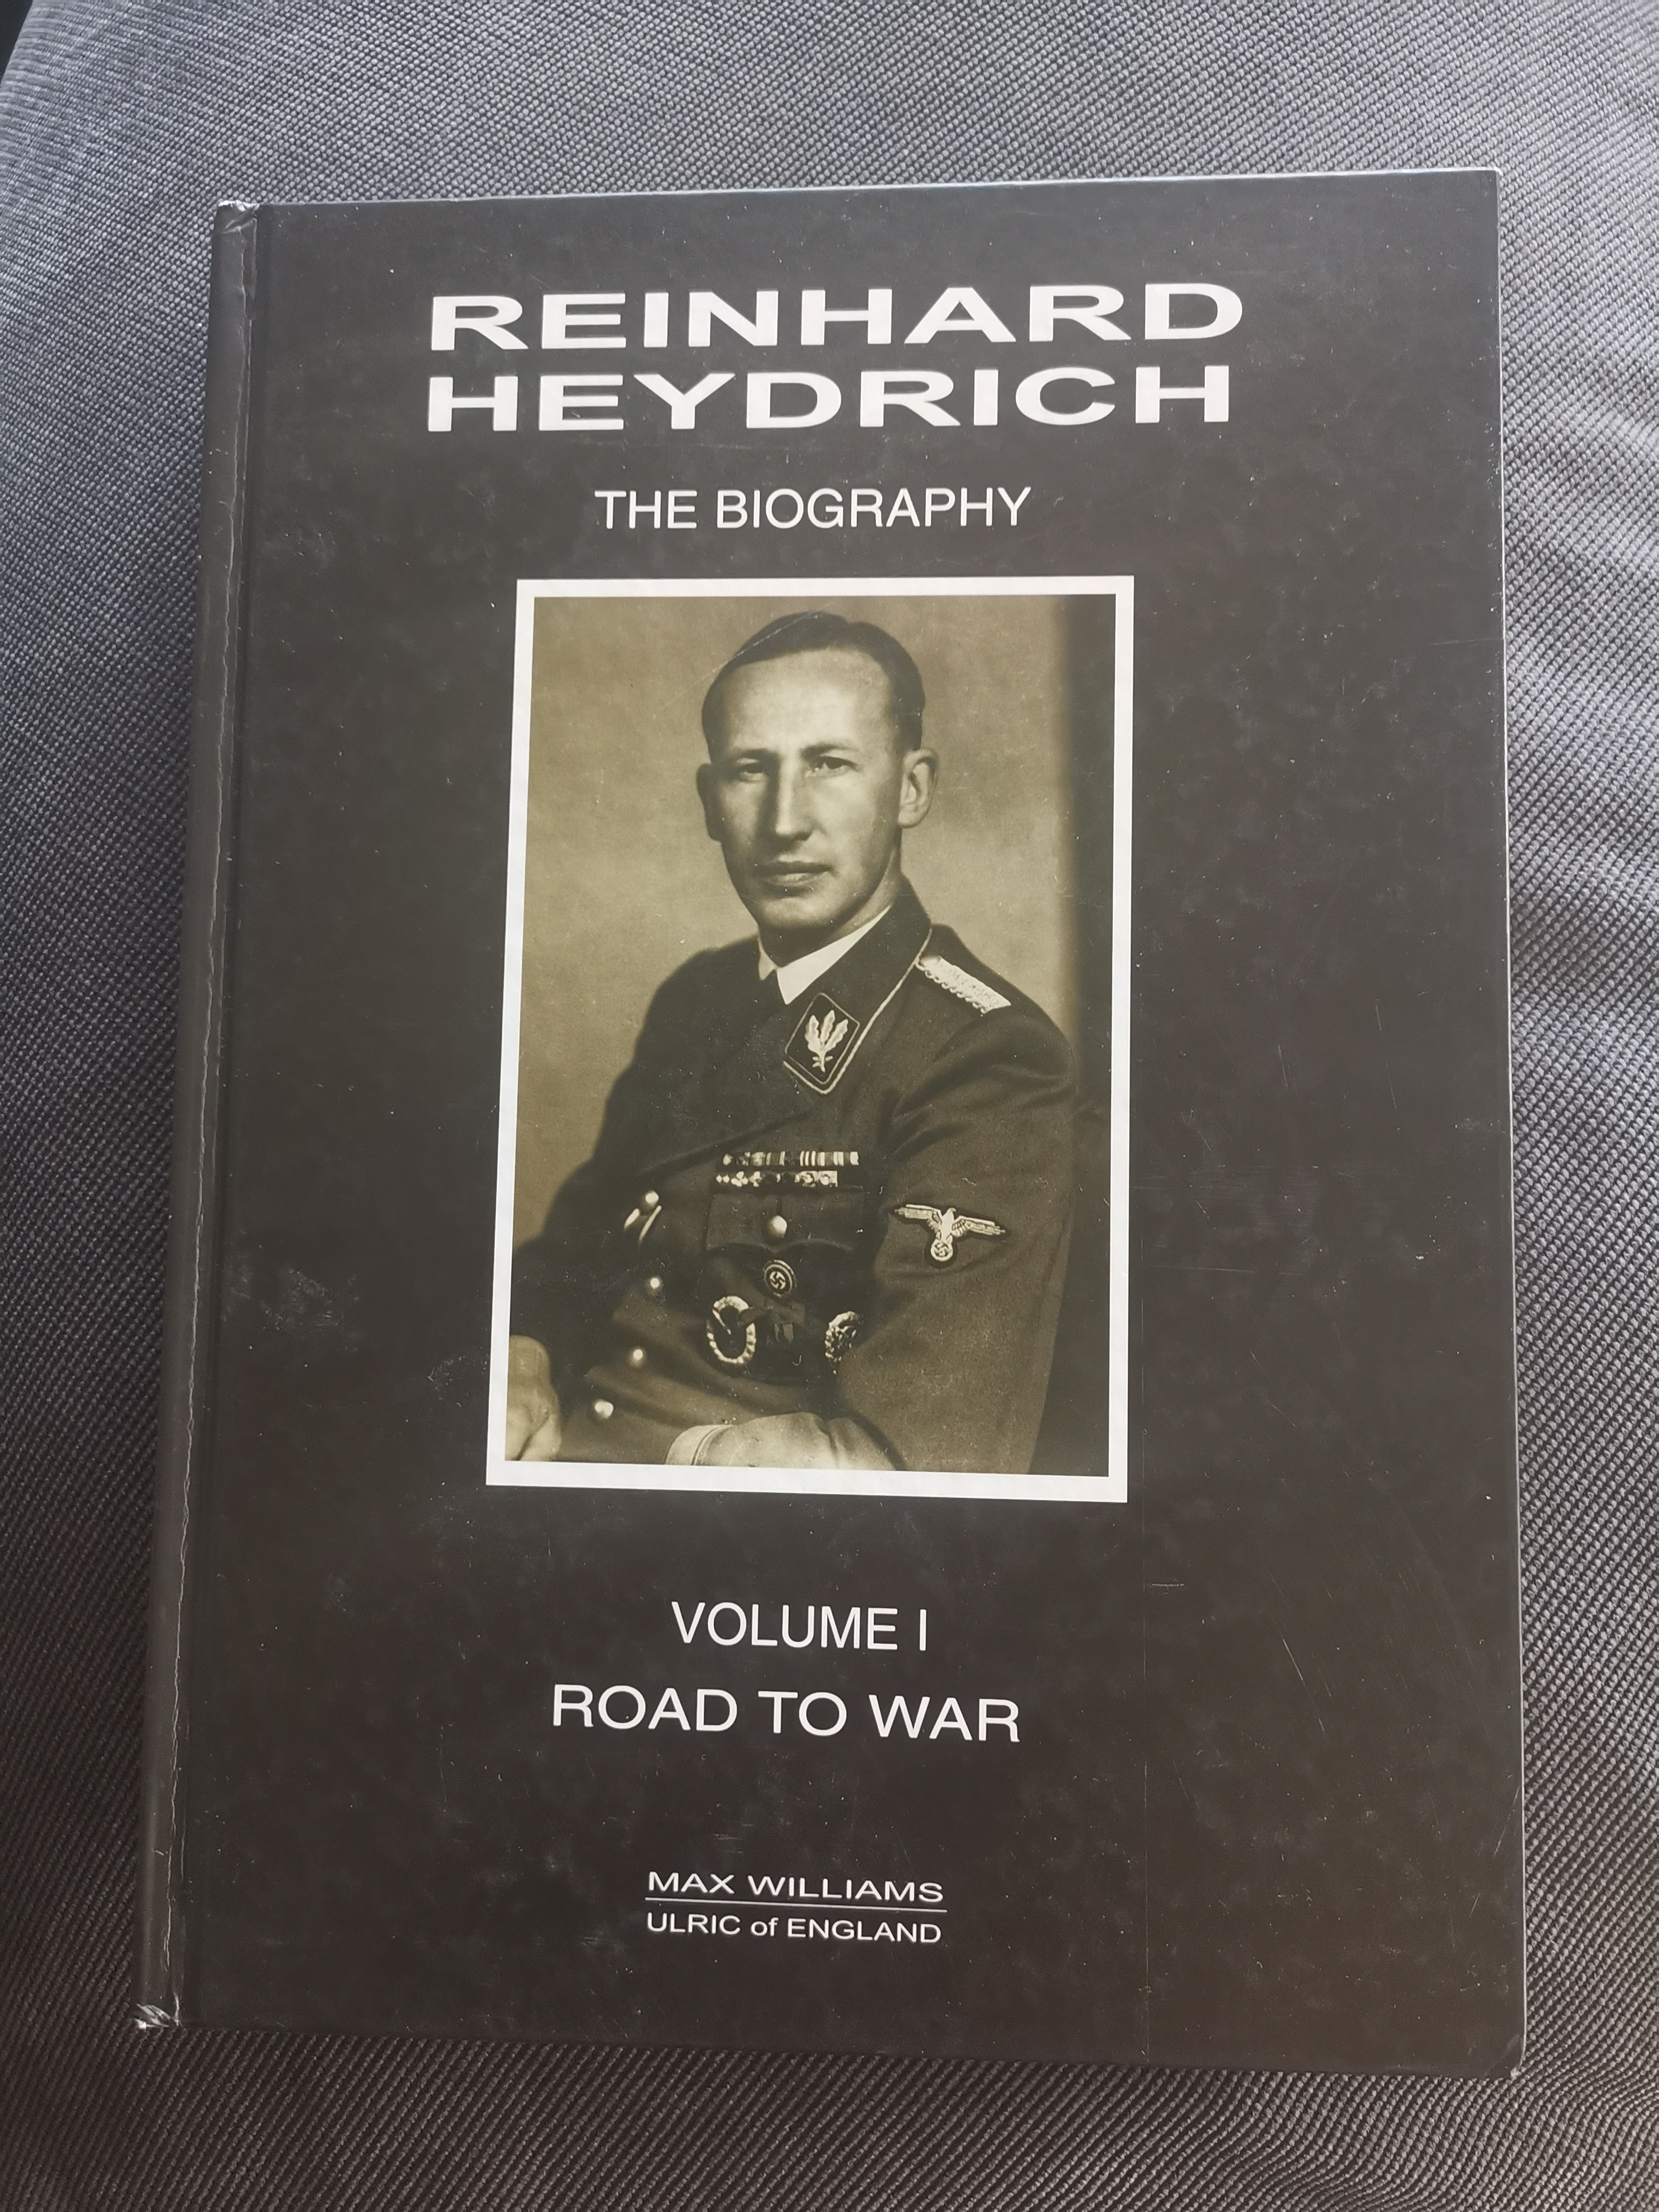 REINHARD
HEYDRICH
THE BIOGRAPHY
VOLUME I
ROAD TO WAR
MAX WILLIAMS
ULRIC of ENGLAND